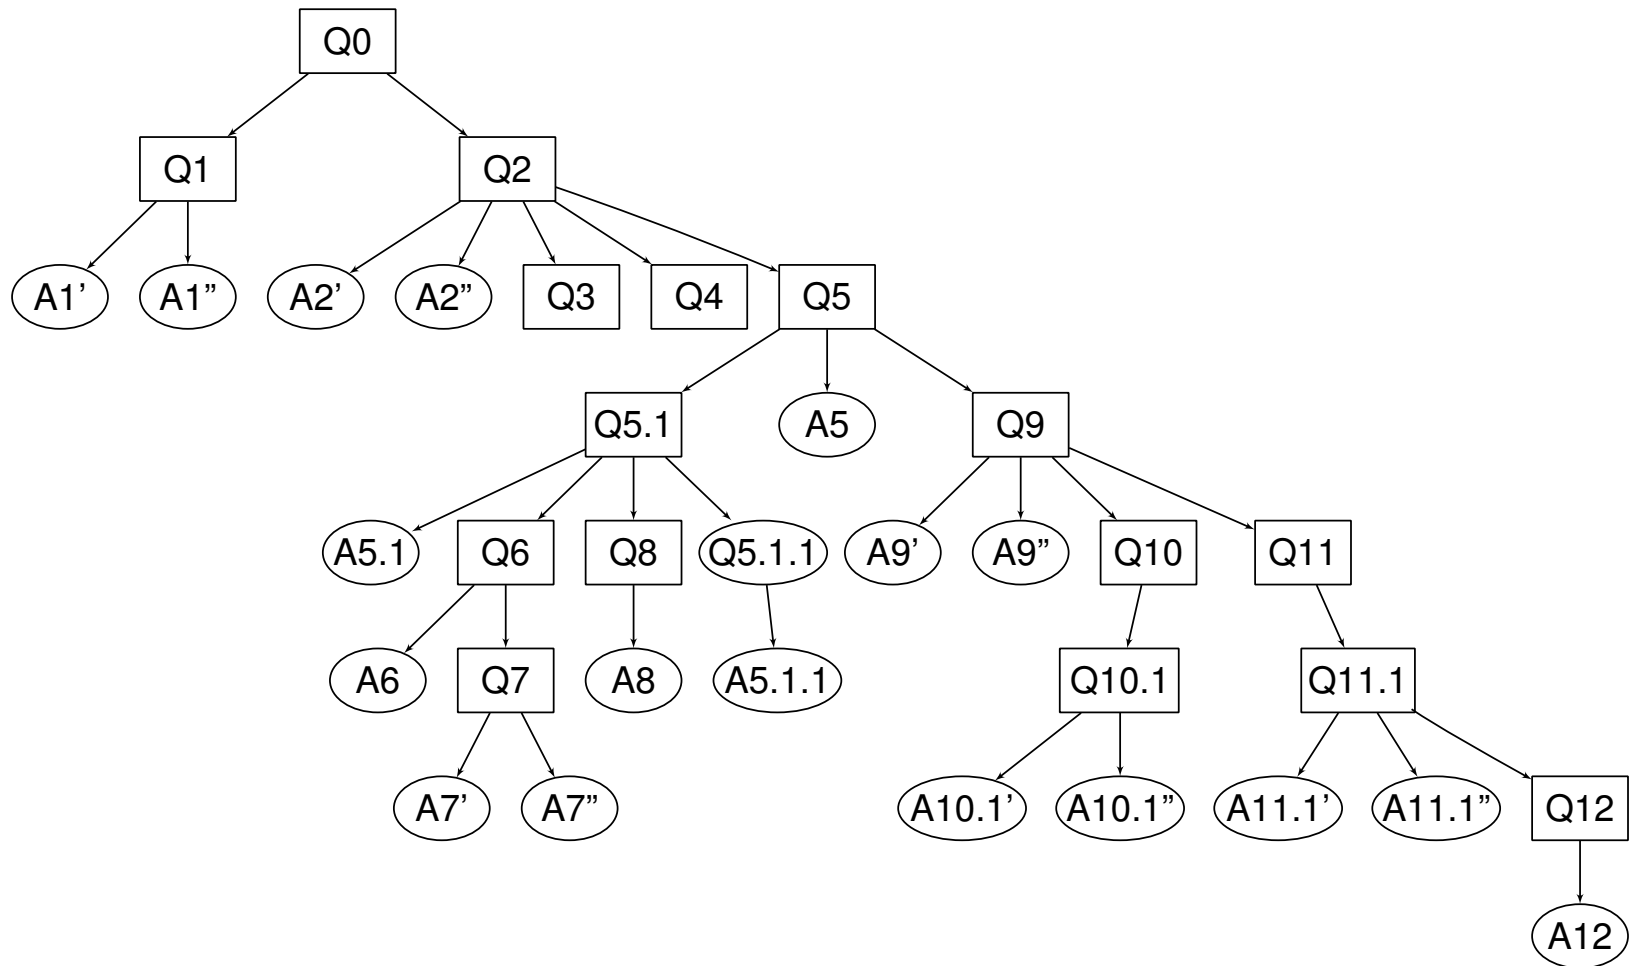 Q0
Q1 Q2
A1’ A1” A2’ A2” Q3 Q4 Q5
Q5.1 A5 Q9
A5.1 Q6 Q8 Q5.1.1 A9’ A9” Q10 Q11
A6 Q7 A8 A5.1.1 Q10.1 Q11.1
A7’ A7” A10.1’ A10.1” A11.1’ A11.1” Q12
A12